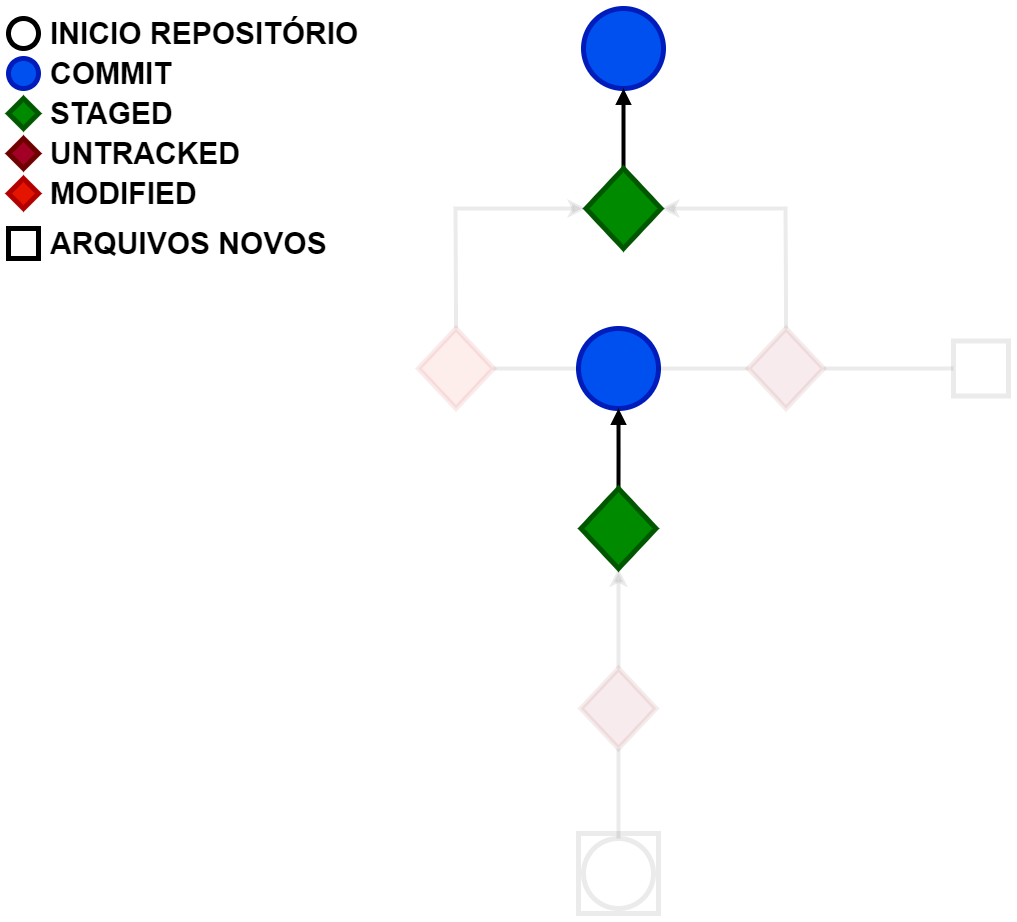 INICIO REPOSITÓRIO
COMMIT
STAGED
UNTRACKED
MODIFIED
ARQUIVOS NOVOS